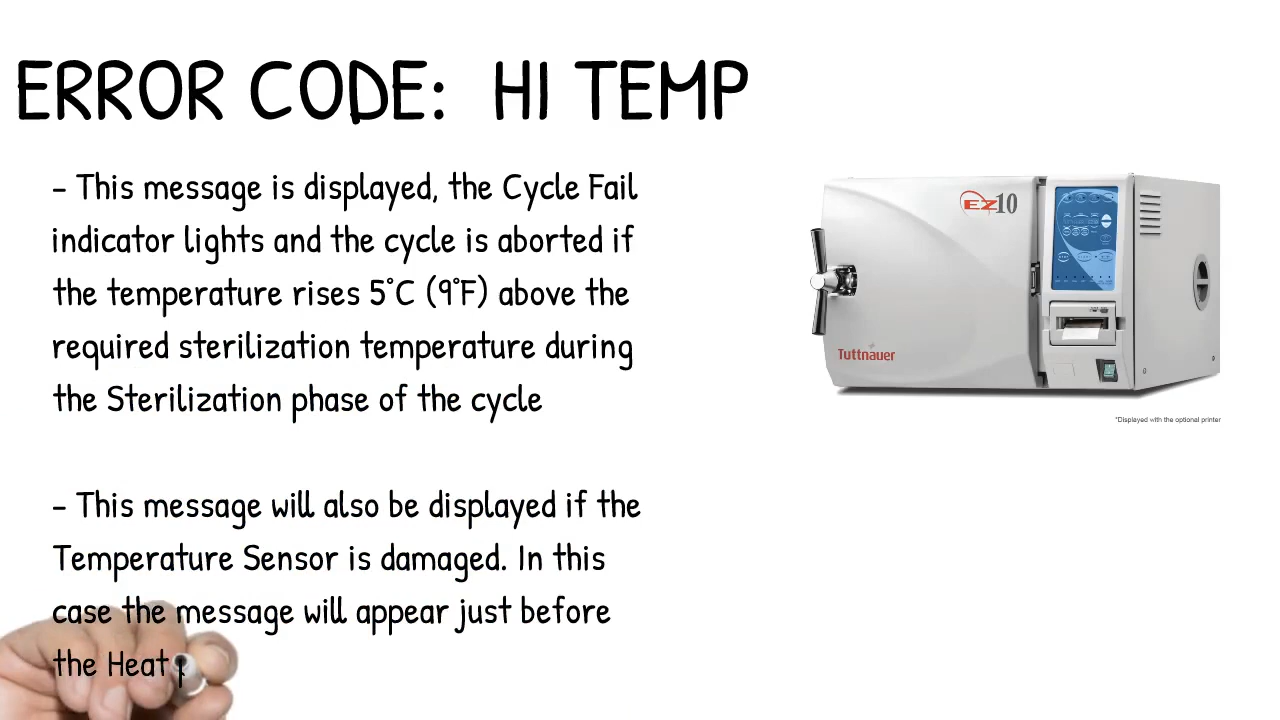 ERROR CODE: HI TEMP
- This message is displayed, the Cycle Fail
indicator lights and the cycle is aborted if
the temperature rises 5°C (9°F) above the
required sterilization temperature during
the Sterilization phase of the cycle
- This message will also be displayed if the
Temperature Sensor is damaged. In this
case the message will appear just before
the Heat p
EZ10
Tuttnauer
*Displayed with the optional printer